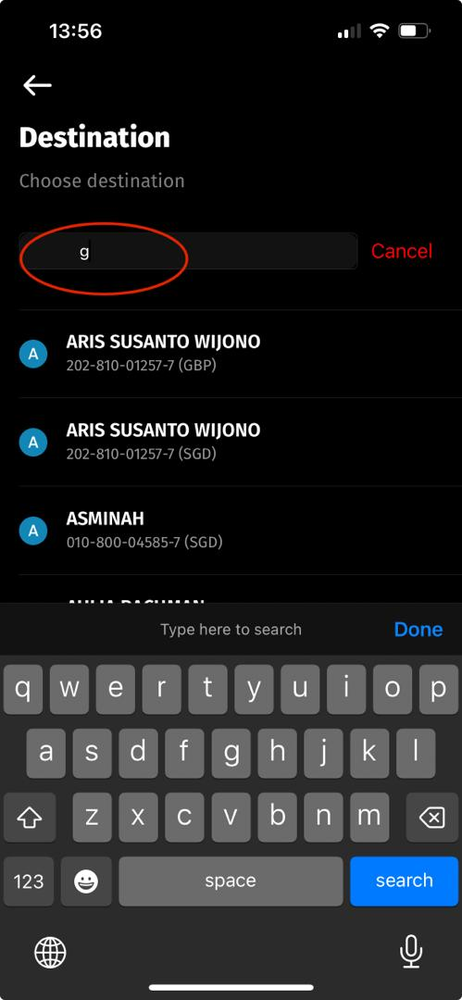 13:56
Destination
Choose destination
g
Cancel
A
ARIS SUSANTO WIJONO
202-810-01257-7 (GBP)
A
ARIS SUSANTO WIJONO
202-810-01257-7 (SGD)
A
ASMINAH
010-800-04585-7 (SGD)
Type here to search
Done
q w e r t y u i o p
a s d f g h j k l
z x c v b n m
123
space
search